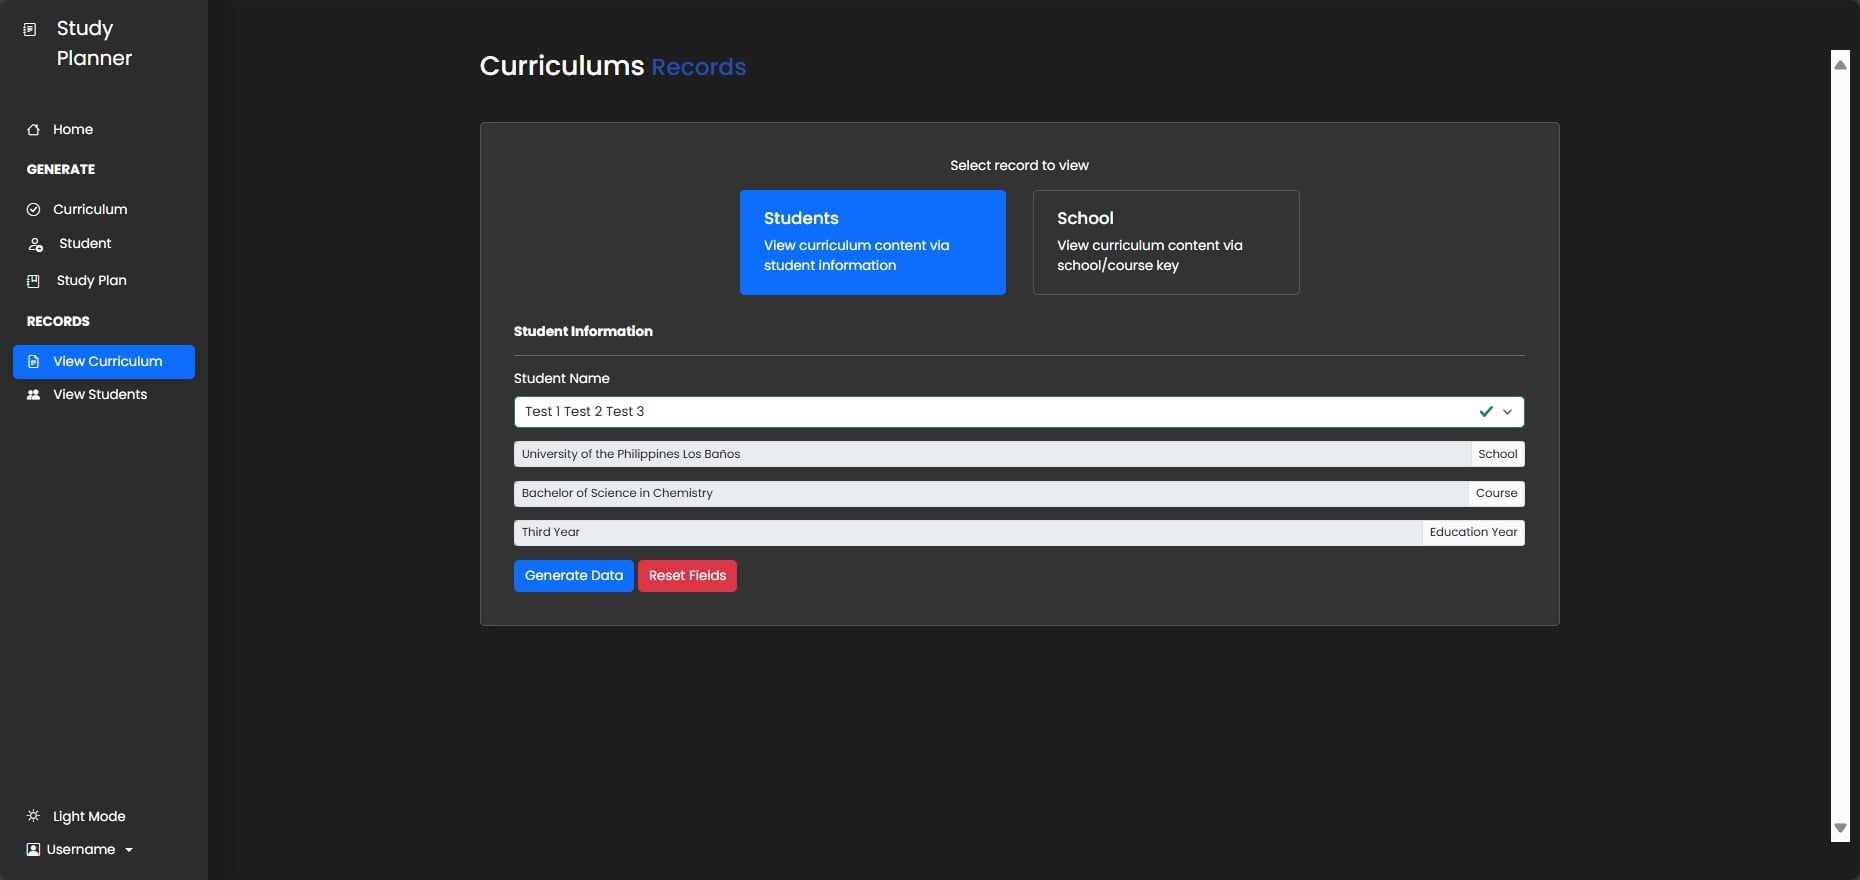 Study
Planner
Home
GENERATE
Curriculum
Student
Study Plan
RECORDS
View Curriculum
View Students
Light Mode
Username
Curriculums Records
Select record to view
Students
View curriculum content via
student information
School
View curriculum content via
school/course key
Student Information
Student Name
Test 1 Test 2 Test 3
University of the Philippines Los Baños School
Bachelor of Science in Chemistry Course
Third Year Education Year
Generate Data Reset Fields